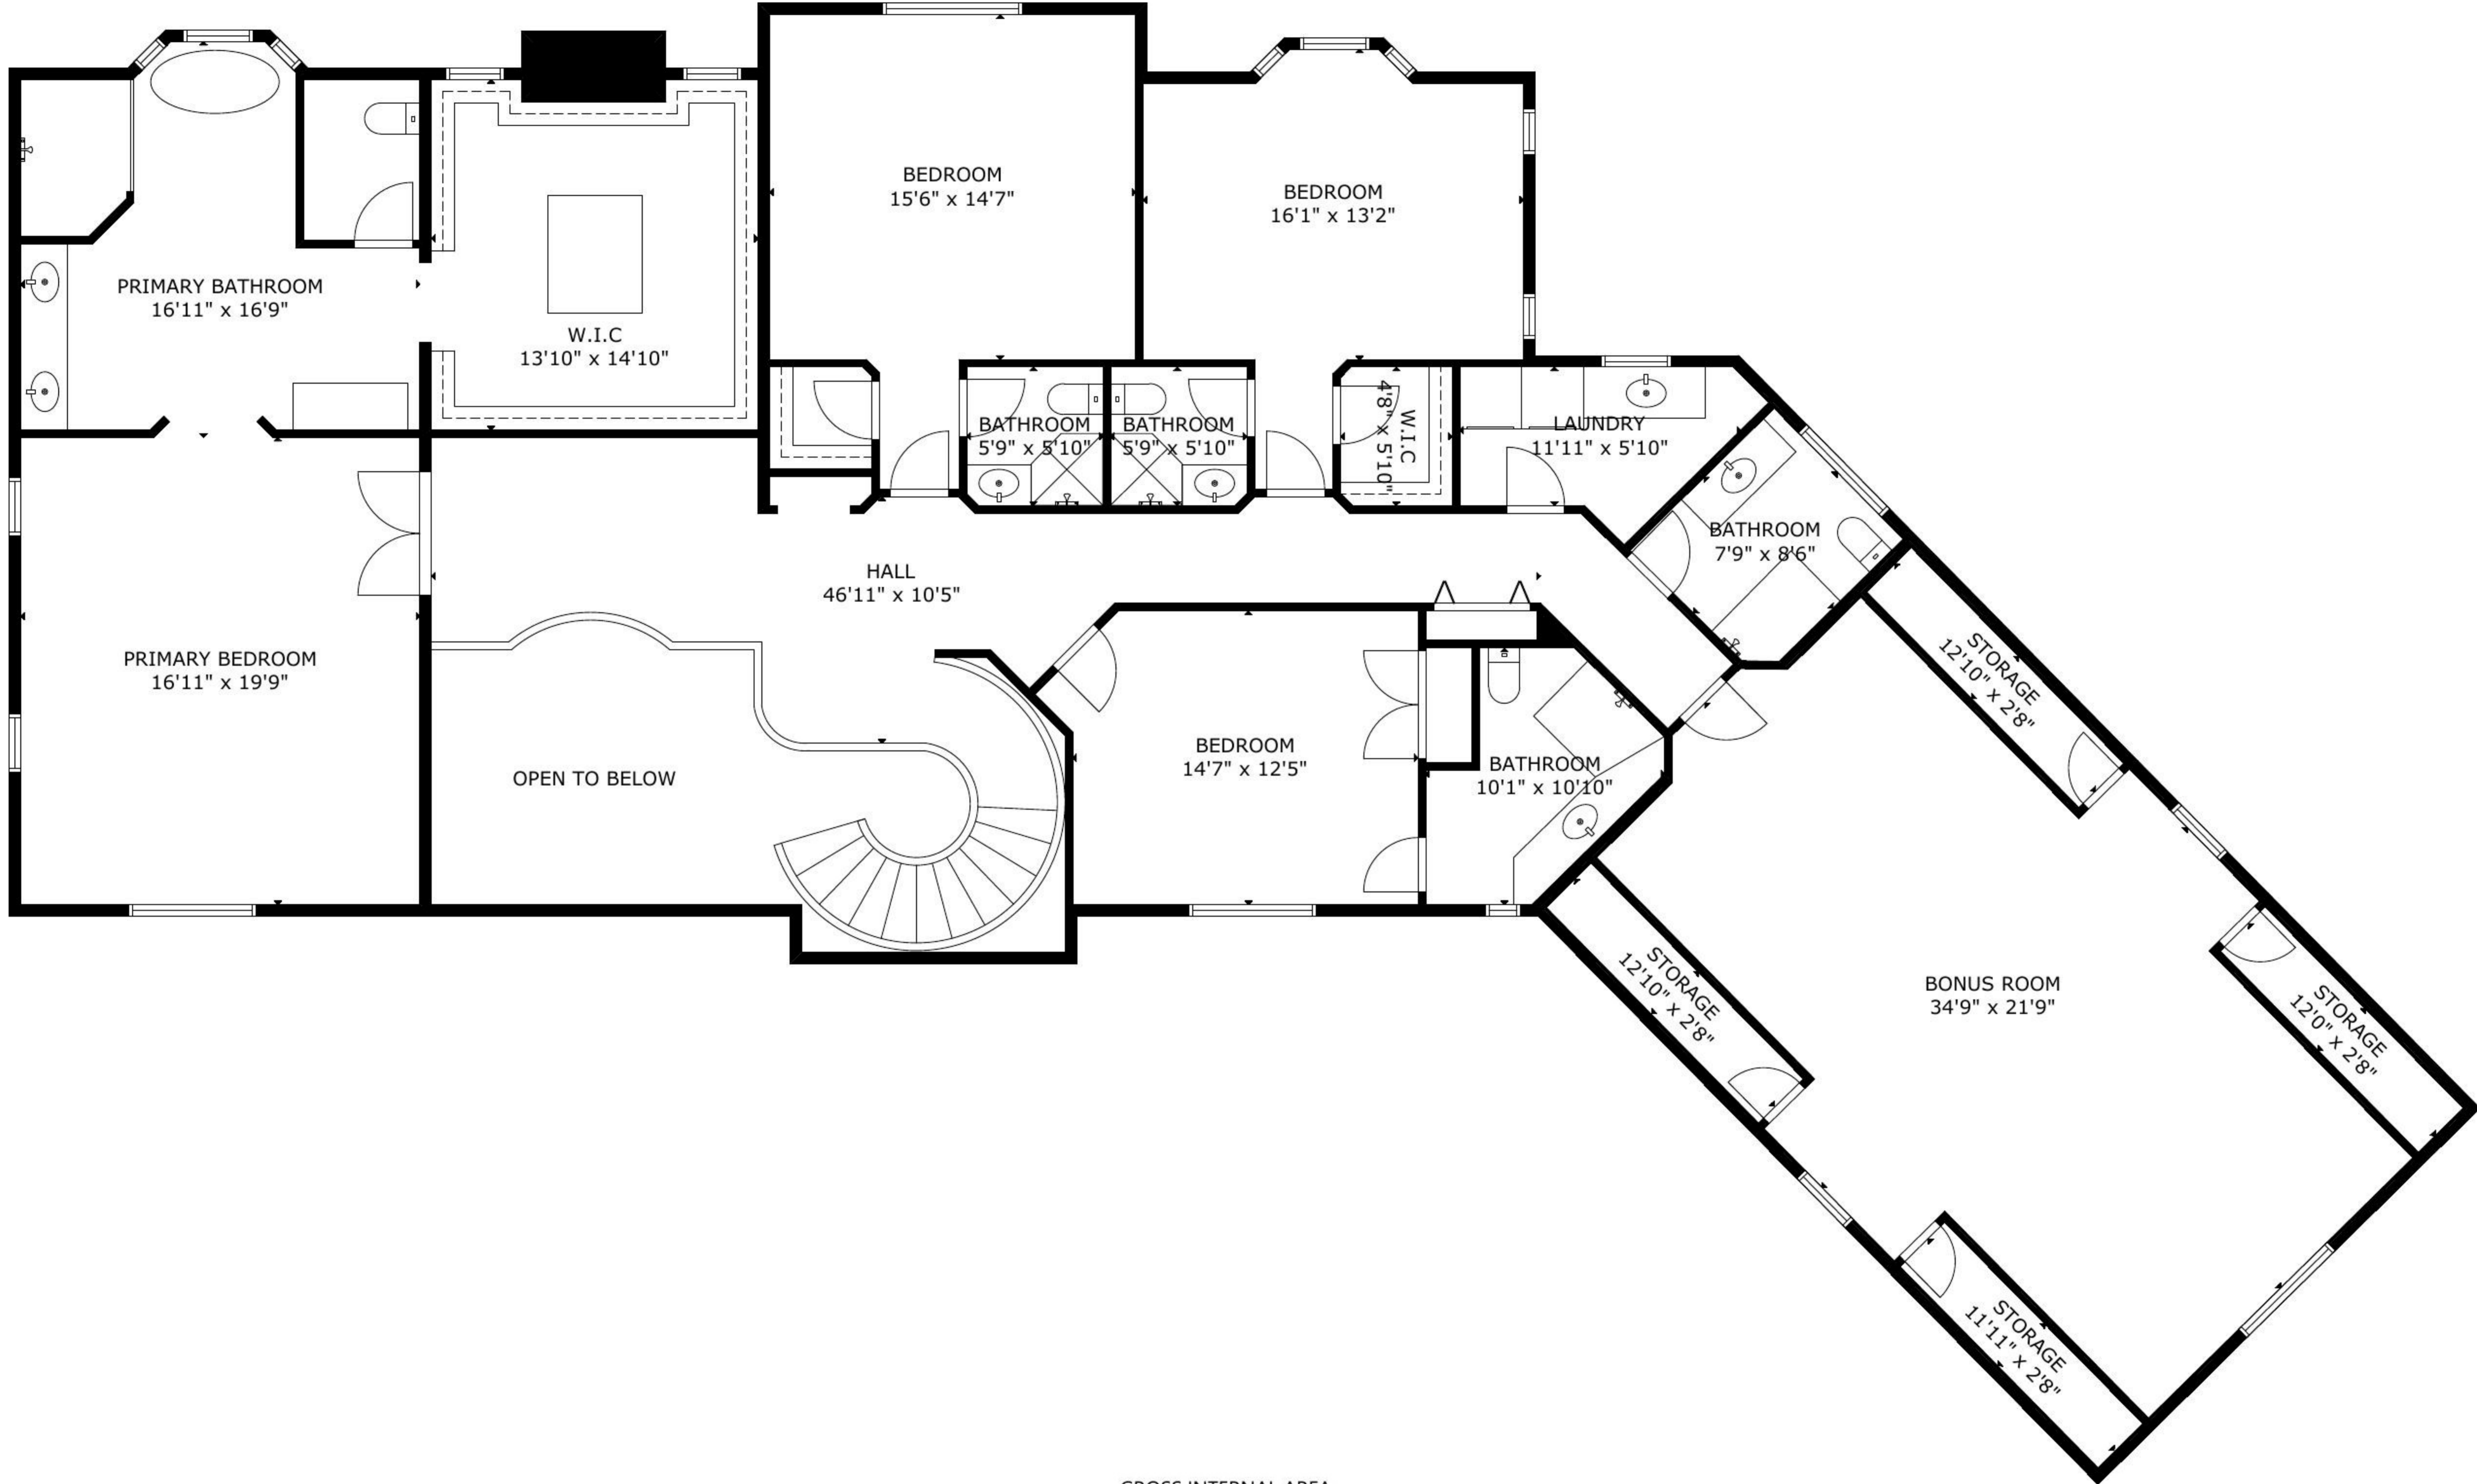 BEDROOM
15'6" x 14'7"
BEDROOM
16'1" x 13'2"
PRIMARY BATHROOM
16'11" x 16'9"
W.I.C
13'10" x 14'10"
BATHROOM
5'9" x 5'10"
BATHROOM
5'9" x 5'10"
W.I.C
4'8" x 5'10"
LAUNDRY
11'11" x 5'10"
BATHROOM
7'9" x 8'6"
HALL
46'11" x 10'5"
PRIMARY BEDROOM
16'11" x 19'9"
STORAGE
12'10" x 2'8"
OPEN TO BELOW
BEDROOM
14'7" x 12'5"
BATHROOM
10'1" x 10'10"
STORAGE
12'10" x 2'8"
BONUS ROOM
34'9" x 21'9"
STORAGE
12'0" x 2'8"
STORAGE
11'11" x 2'8"
GROSS INTERNAL AREA